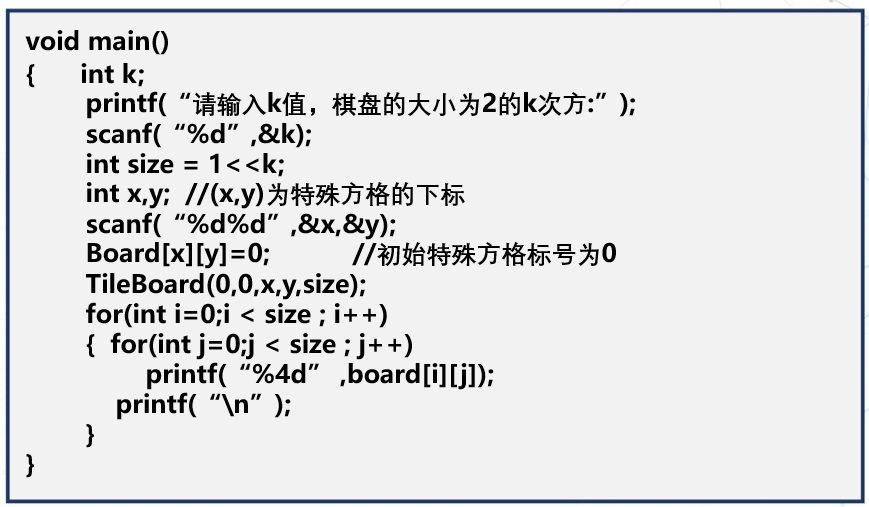 void main()
{ int k;
printf(“请输入k值，棋盘的大小为2的k次方:”);
scanf(“%d”,&k);
int size = 1<<k;
int x,y; //(x,y)为特殊方格的下标
scanf(“%d%d”,&x,&y);
Board[x][y]=0; //初始特殊方格标号为0
TileBoard(0,0,x,y,size);
for(int i=0;i < size ; i++)
{ for(int j=0;j < size ; j++)
printf(“%4d” ,board[i][j]);
printf(“\n”);
}
}